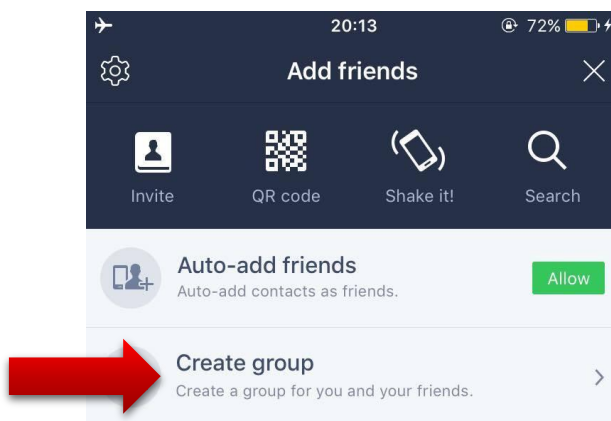 20:13
72%
Add friends
Invite
QR code
Shake it!
Search
Auto-add friends
Auto-add contacts as friends.
Allow
Create group
Create a group for you and your friends.